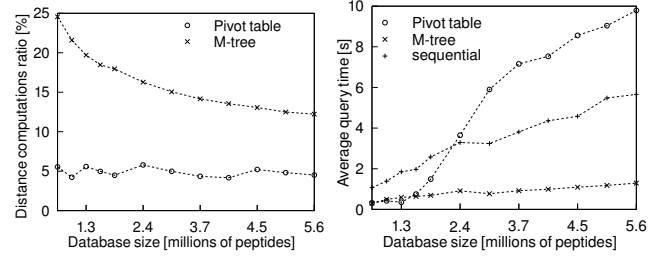 Distance computations ratio [%]
25
20
15
10
5
0
Pivot table
M-tree
1.3 2.4 3.7 4.5 5.6
Database size [millions of peptides]
Average query time [s]
10
8
6
4
2
0
Pivot table
M-tree
sequential
1.3 2.4 3.7 4.5 5.6
Database size [millions of peptides]